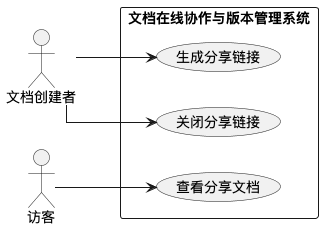 文档在线协作与版本管理系统
生成分享链接
文档创建者
关闭分享链接
查看分享文档
访客